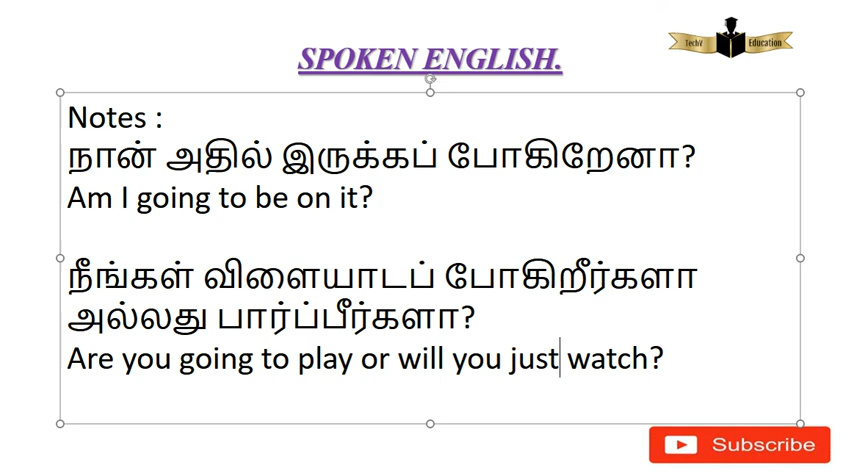 TechV Education
SPOKEN ENGLISH.
Notes :
நான் அதில் இருக்கப் போகிறேனா?
Am I going to be on it?
நீங்கள் விளையாடப் போகிறீர்களா
அல்லது பார்ப்பீர்களா?
Are you going to play or will you just watch?
Subscribe